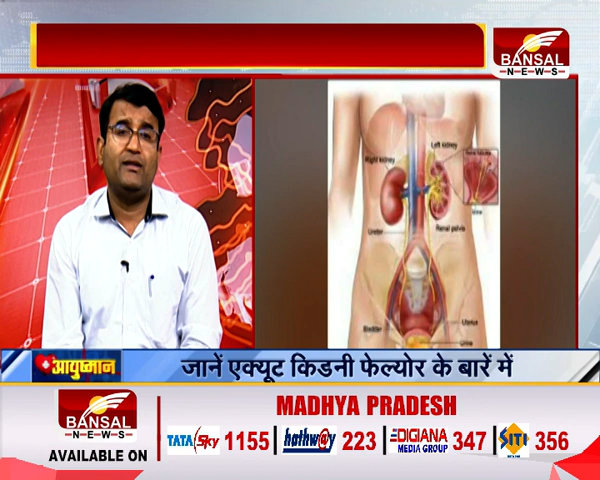 BANSAL
NEWS
Right kidney
Left kidney
Renal pelvis
Ureter
Bladder
Uterus
Urine
आयुष्मान
जानें एक्यूट किडनी फेल्योर के बारें में
BANSAL
NEWS
AVAILABLE ON
MADHYA PRADESH
TATA Sky 1155
hathway 223
DIGIANA MEDIA GROUP 347
SITI 356